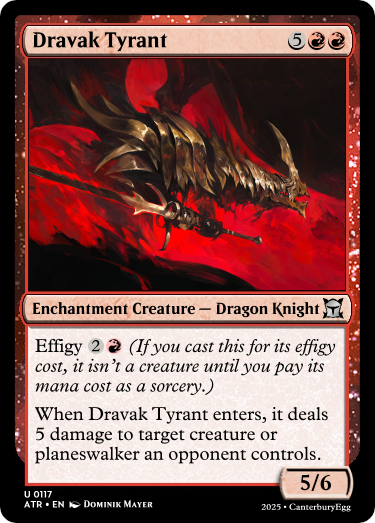 Dravak Tyrant 5
Enchantment Creature — Dragon Knight
Effigy 2 (If you cast this for its effigy
cost, it isn't a creature until you pay its
mana cost as a sorcery.)
When Dravak Tyrant enters, it deals
5 damage to target creature or
planeswalker an opponent controls.
5/6
U 0117
ATR • EN Dominik Mayer
2025 • CanterburyEgg